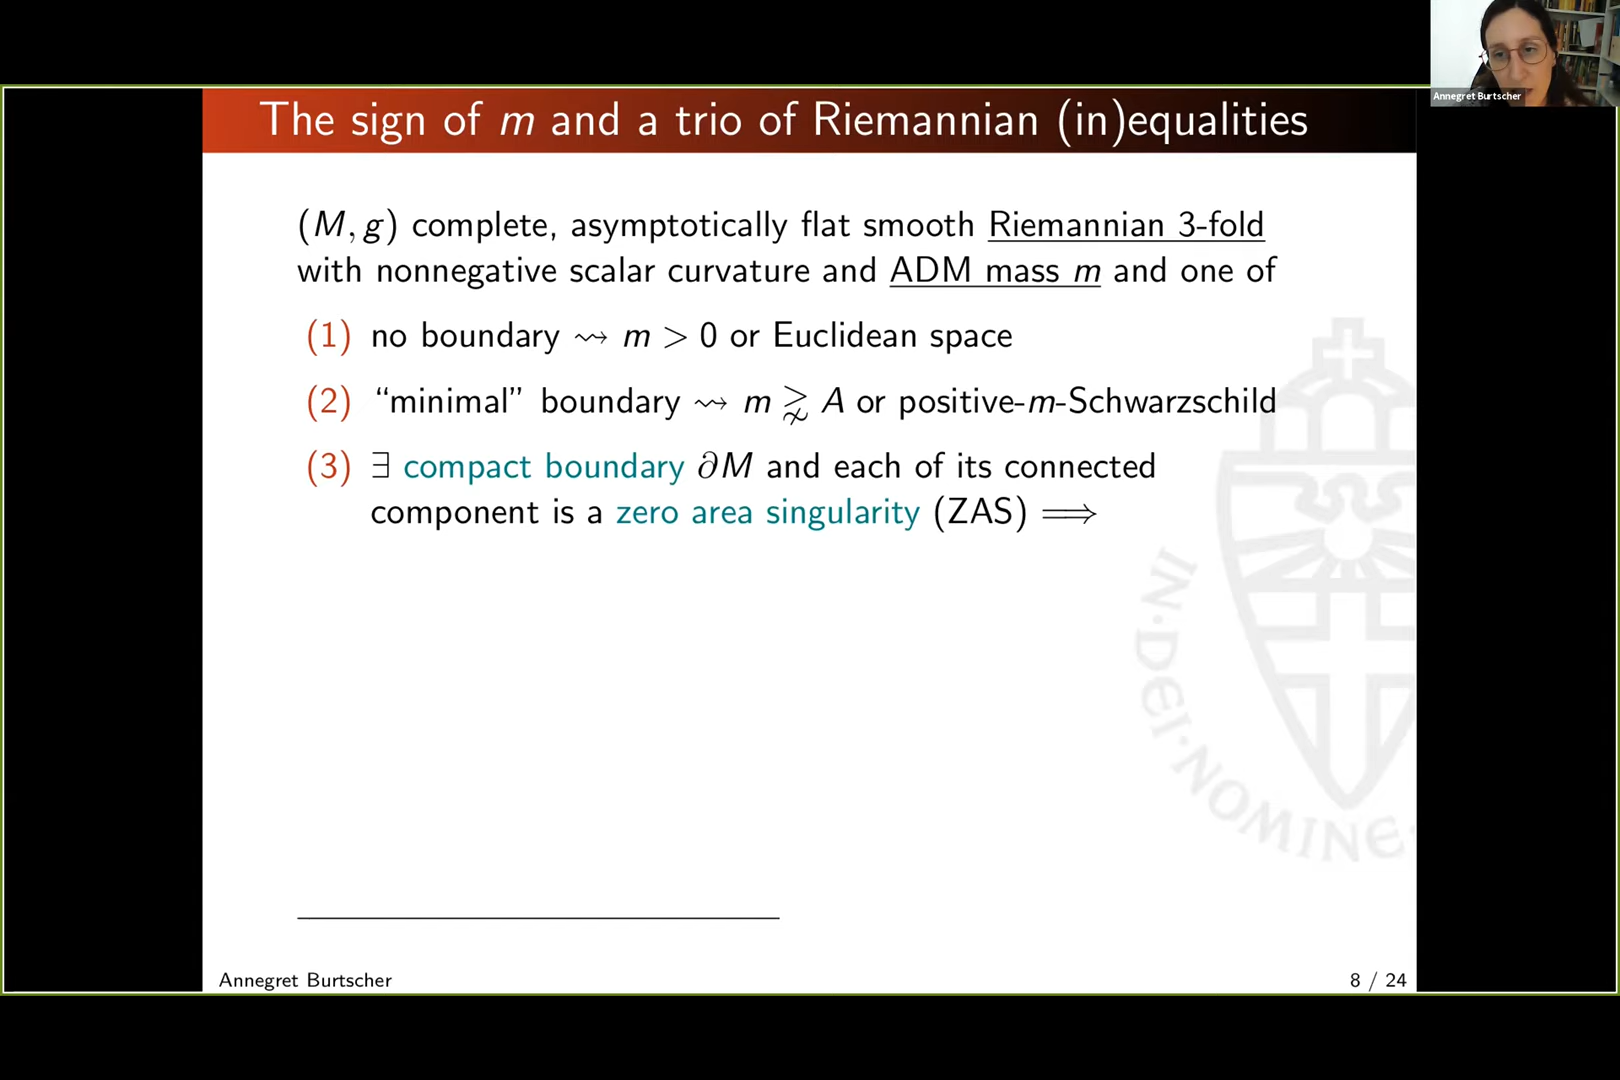 Annegret Burtscher
The sign of m and a trio of Riemannian (in)equalities
(M, g) complete, asymptotically flat smooth Riemannian 3-fold
with nonnegative scalar curvature and ADM mass m and one of
(1) no boundary ⇝ m > 0 or Euclidean space
(2) “minimal” boundary ⇝ m ⪆ A or positive-m-Schwarzschild
(3) ∃ compact boundary ∂M and each of its connected
component is a zero area singularity (ZAS) ⟹
IN·DEI·NOMINE·
Annegret Burtscher
8 / 24